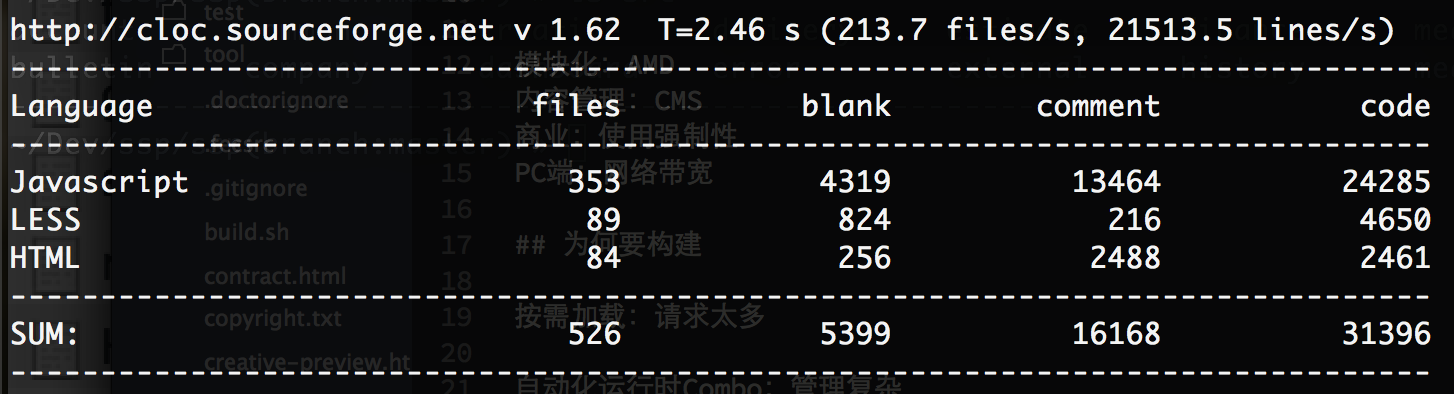 test
http://cloc.sourceforge.net v 1.62  T=2.46 s (213.7 files/s, 21513.5 lines/s)
tool
bulletin company
12 模块化：AMD
--------------------------------------------------------------------------------
Language files blank comment code
.doctorignore
13 内容管理：CMS
14 商业：使用强制性
--------------------------------------------------------------------------------
15 PC端：网络带宽
Javascript 353 4319 13464 24285
.gitignore
16
LESS 89 824 216 4650
build.sh
17 ## 为何要构建
HTML 84 256 2488 2461
contract.html
18
--------------------------------------------------------------------------------
copyright.txt
19 按需加载：请求太多
SUM: 526 5399 16168 31396
20
creative-preview.ht
--------------------------------------------------------------------------------
21 自动化运行时Combo：管理复杂